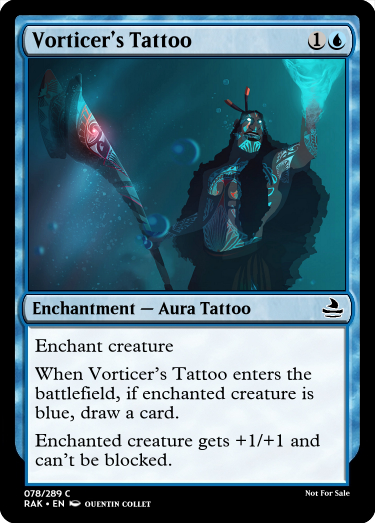 Vorticer's Tattoo 1
Enchantment — Aura Tattoo
Enchant creature
When Vorticer's Tattoo enters the
battlefield, if enchanted creature is
blue, draw a card.
Enchanted creature gets +1/+1 and
can't be blocked.
078/289 C
Not For Sale
RAK • EN QUENTIN COLLET